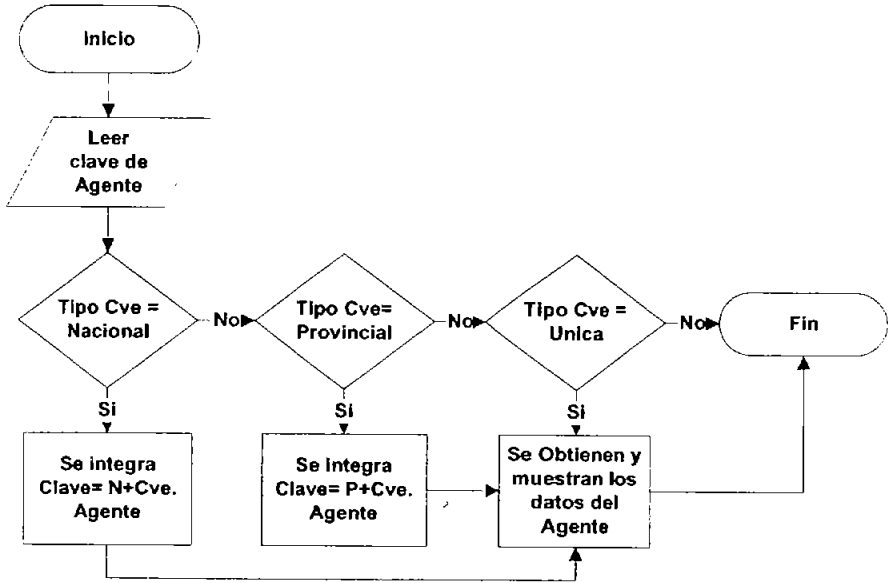 Inicio
Leer
clave de
Agente
Tipo Cve =
Nacional
No
Tipo Cve=
Provincial
No
Tipo Cve =
Unica
No
Fin
Si
Si
Si
Se integra
Clave= N+Cve.
Agente
Se Integra
Clave= P+Cve.
Agente
Se Obtienen y
muestran los
datos del
Agente